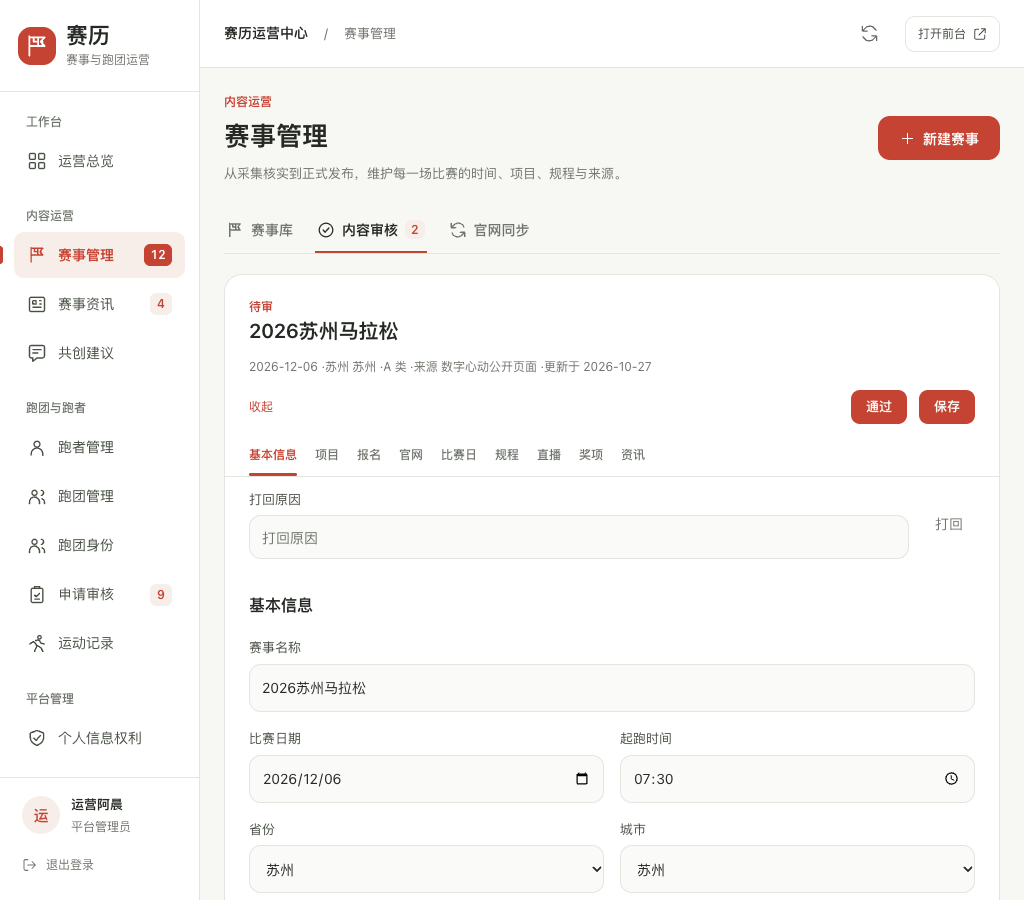 赛历
赛事与跑团运营
工作台
运营总览
内容运营
赛事管理 12
赛事资讯 4
共创建议
跑团与跑者
跑者管理
跑团管理
跑团身份
申请审核 9
运动记录
平台管理
个人信息权利
运 运营阿晨
平台管理员
退出登录
赛历运营中心 / 赛事管理
打开前台
内容运营
赛事管理
从采集核实到正式发布，维护每一场比赛的时间、项目、规程与来源。
新建赛事
赛事库 内容审核 2 官网同步
待审
2026苏州马拉松
2026-12-06 ·苏州 苏州 ·A 类 ·来源 数字心动公开页面 ·更新于 2026-10-27
收起 通过 保存
基本信息 项目 报名 官网 比赛日 规程 直播 奖项 资讯
打回原因
打回原因 打回
基本信息
赛事名称
2026苏州马拉松
比赛日期 起跑时间
2026/12/06 07:30
省份 城市
苏州 苏州